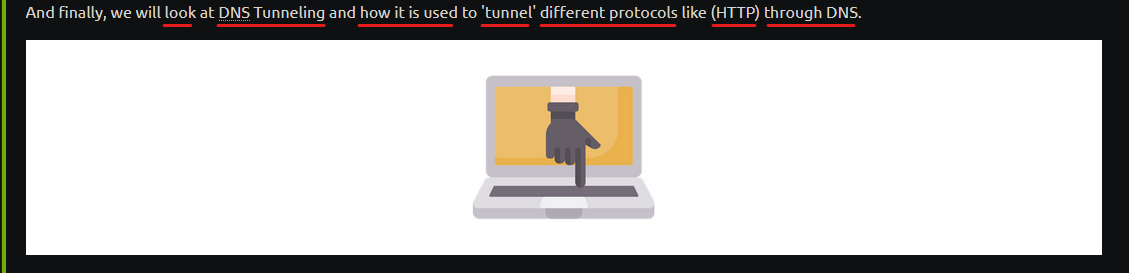 And finally, we will look at DNS Tunneling and how it is used to 'tunnel' different protocols like (HTTP) through DNS.